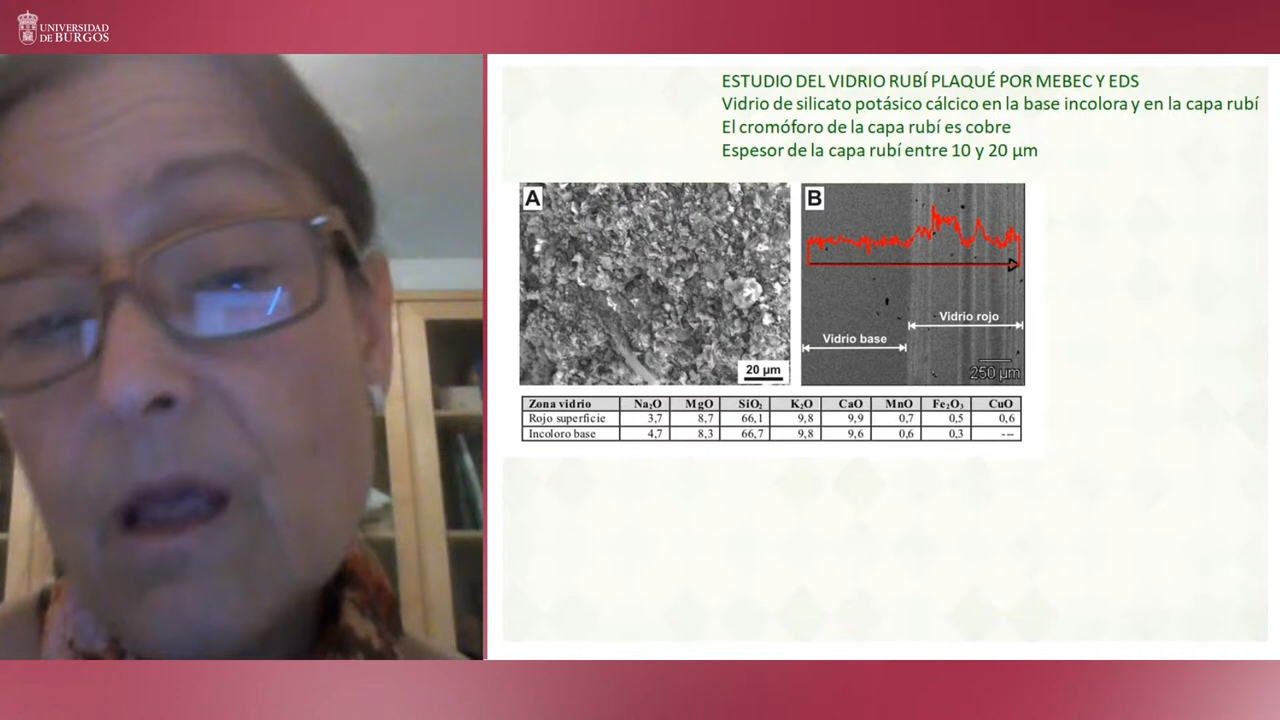 UNIVERSIDAD
DE BURGOS
ESTUDIO DEL VIDRIO RUBÍ PLAQUÉ POR MEBEC Y EDS
Vidrio de silicato potásico cálcico en la base incolora y en la capa rubí
El cromóforo de la capa rubí es cobre
Espesor de la capa rubí entre 10 y 20 µm
A
20 µm
B
Vidrio rojo
Vidrio base
250 µm
Zona vidrio Na₂O MgO SiO₂ K₂O CaO MnO Fe₂O₃ CuO
Rojo superficie 3,7 8,7 66,1 9,8 9,9 0,7 0,5 0,6
Incoloro base 4,7 8,3 66,7 9,8 9,6 0,6 0,3 ---